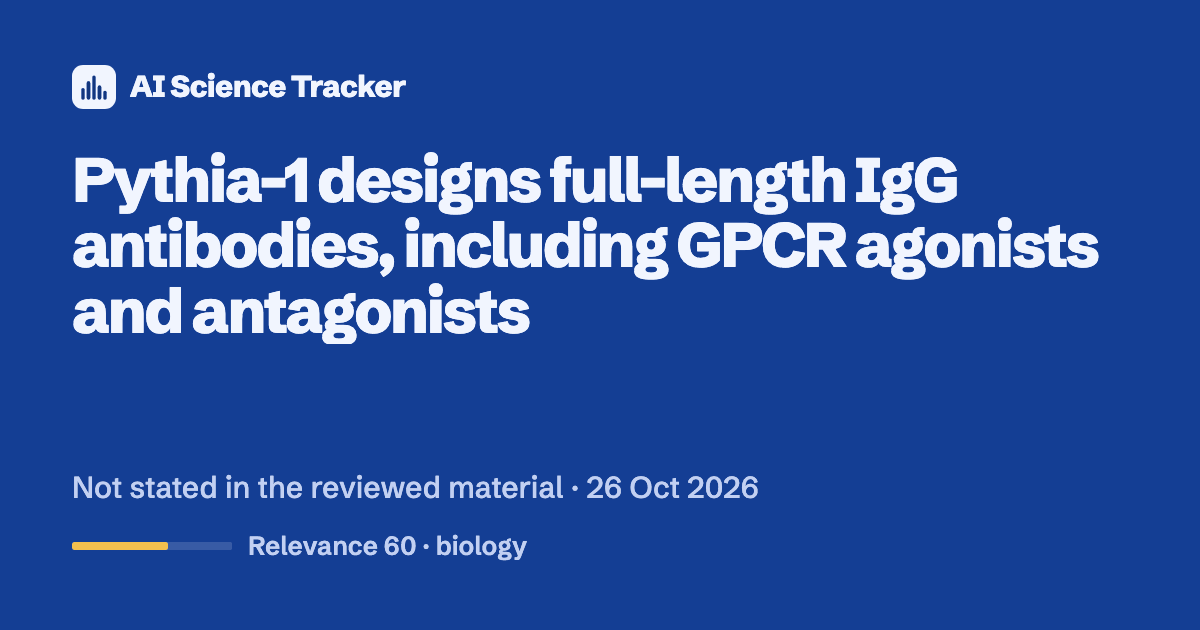 AI Science Tracker
Pythia-1 designs full-length IgG
antibodies, including GPCR agonists
and antagonists
Not stated in the reviewed material · 26 Oct 2026
Relevance 60 · biology